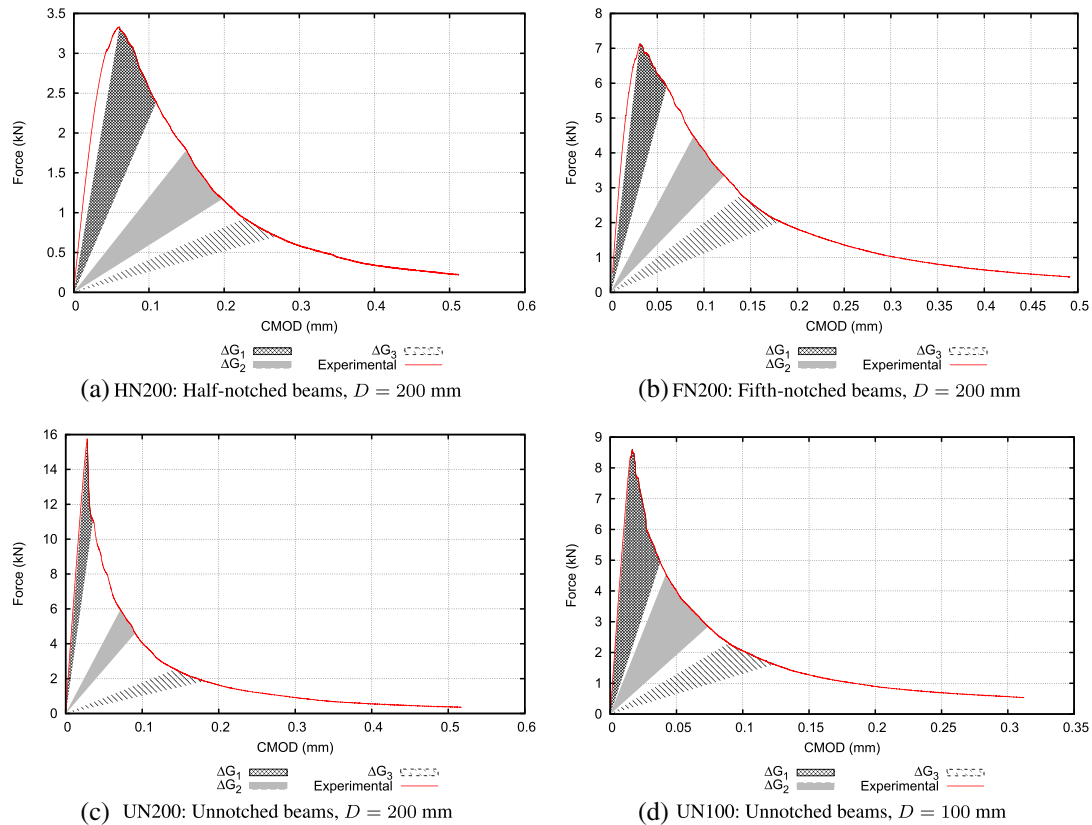 3.5
3
2.5
2
1.5
1
0.5
0
Force (kN)
0 0.1 0.2 0.3 0.4 0.5 0.6
CMOD (mm)
ΔG1 ΔG3
ΔG2 Experimental
(a) HN200: Half-notched beams, D = 200 mm
8
7
6
5
4
3
2
1
0
Force (kN)
0 0.05 0.1 0.15 0.2 0.25 0.3 0.35 0.4 0.45 0.5
CMOD (mm)
ΔG1 ΔG3
ΔG2 Experimental
(b) FN200: Fifth-notched beams, D = 200 mm
16
14
12
10
8
6
4
2
0
Force (kN)
0 0.1 0.2 0.3 0.4 0.5 0.6
CMOD (mm)
ΔG1 ΔG3
ΔG2 Experimental
(c) UN200: Unnotched beams, D = 200 mm
9
8
7
6
5
4
3
2
1
0
Force (kN)
0 0.05 0.1 0.15 0.2 0.25 0.3 0.35
CMOD (mm)
ΔG1 ΔG3
ΔG2 Experimental
(d) UN100: Unnotched beams, D = 100 mm